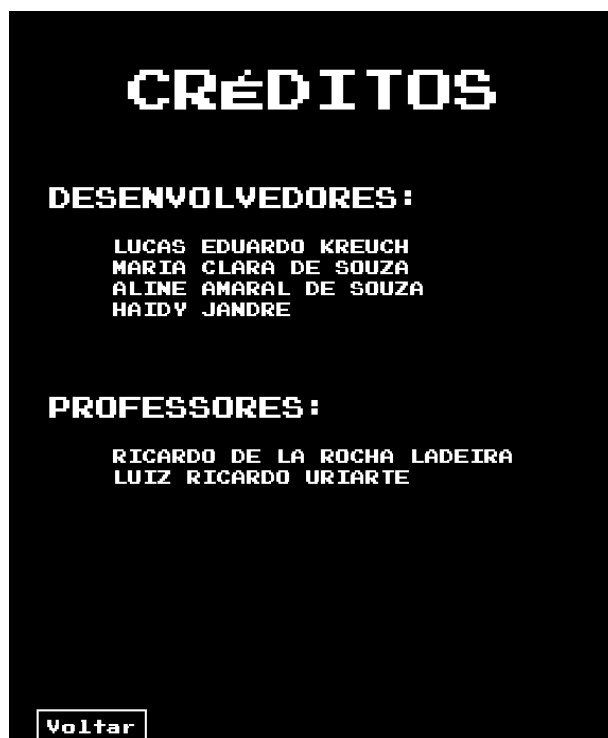 CRéDITOS
DESENVOLVEDORES:
LUCAS EDUARDO KREUCH
MARIA CLARA DE SOUZA
ALINE AMARAL DE SOUZA
HAIDY JANDRE
PROFESSORES:
RICARDO DE LA ROCHA LADEIRA
LUIZ RICARDO URIARTE
Voltar